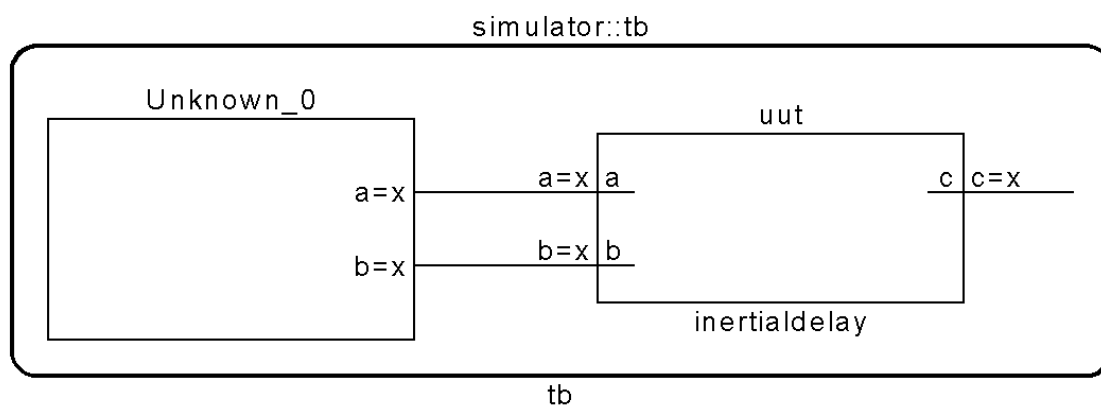 simulator::tb
Unknown_0
uut
a=x a=x a c c=x
b=x b=x b
inertialdelay
tb